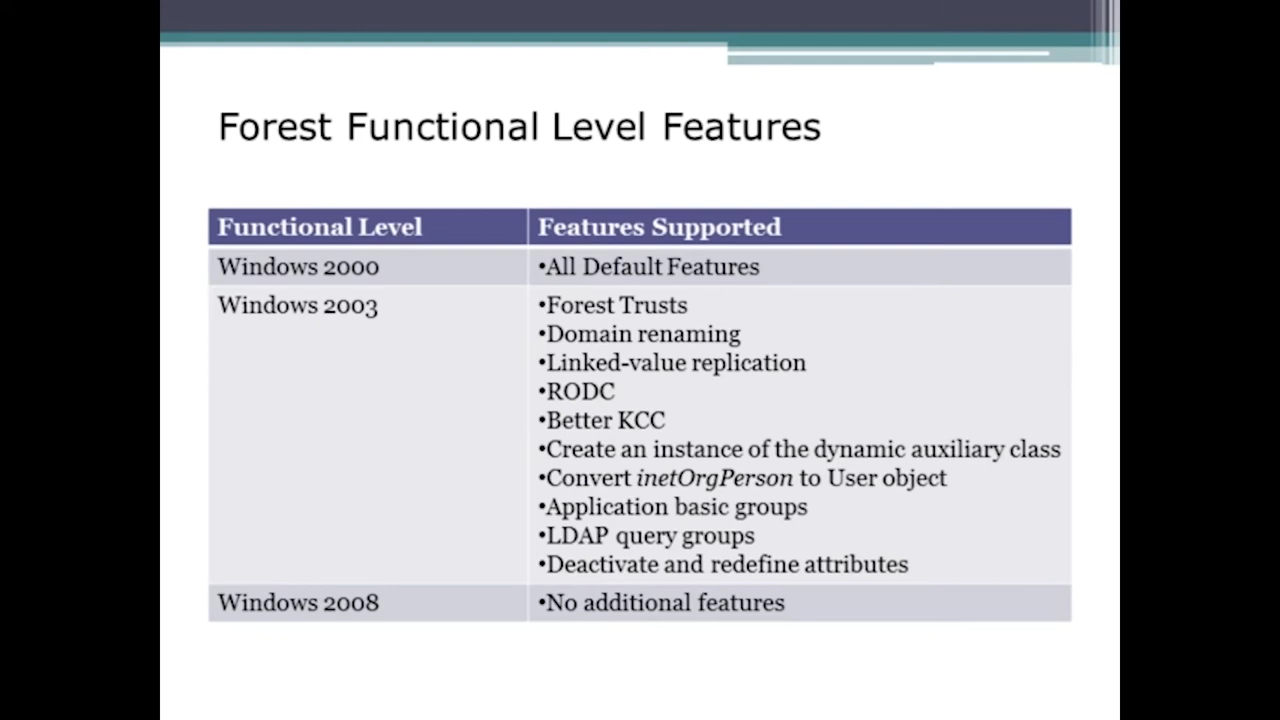 Forest Functional Level Features
Functional Level
Features Supported
Windows 2000
•All Default Features
Windows 2003
•Forest Trusts
•Domain renaming
•Linked-value replication
•RODC
•Better KCC
•Create an instance of the dynamic auxiliary class
•Convert inetOrgPerson to User object
•Application basic groups
•LDAP query groups
•Deactivate and redefine attributes
Windows 2008
•No additional features